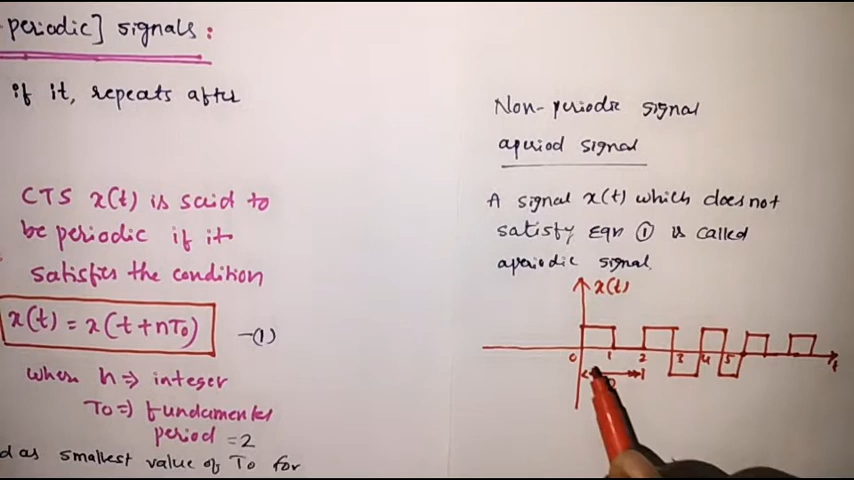 periodic] signals :
if it, repeats after
CTS x(t) is said to
be periodic if it
satisfies the condition
x(t) = x(t+nT₀) —(1)
when n ⇒ integer
T₀ ⇒ fundamental
period = 2
d as smallest value of T₀ for
Non-periodic signal
aperiod signal
A signal x(t) which does not
satisfy eqn ① is called
aperiodic signal.
x(t)
0 1 2 3 4 5
t